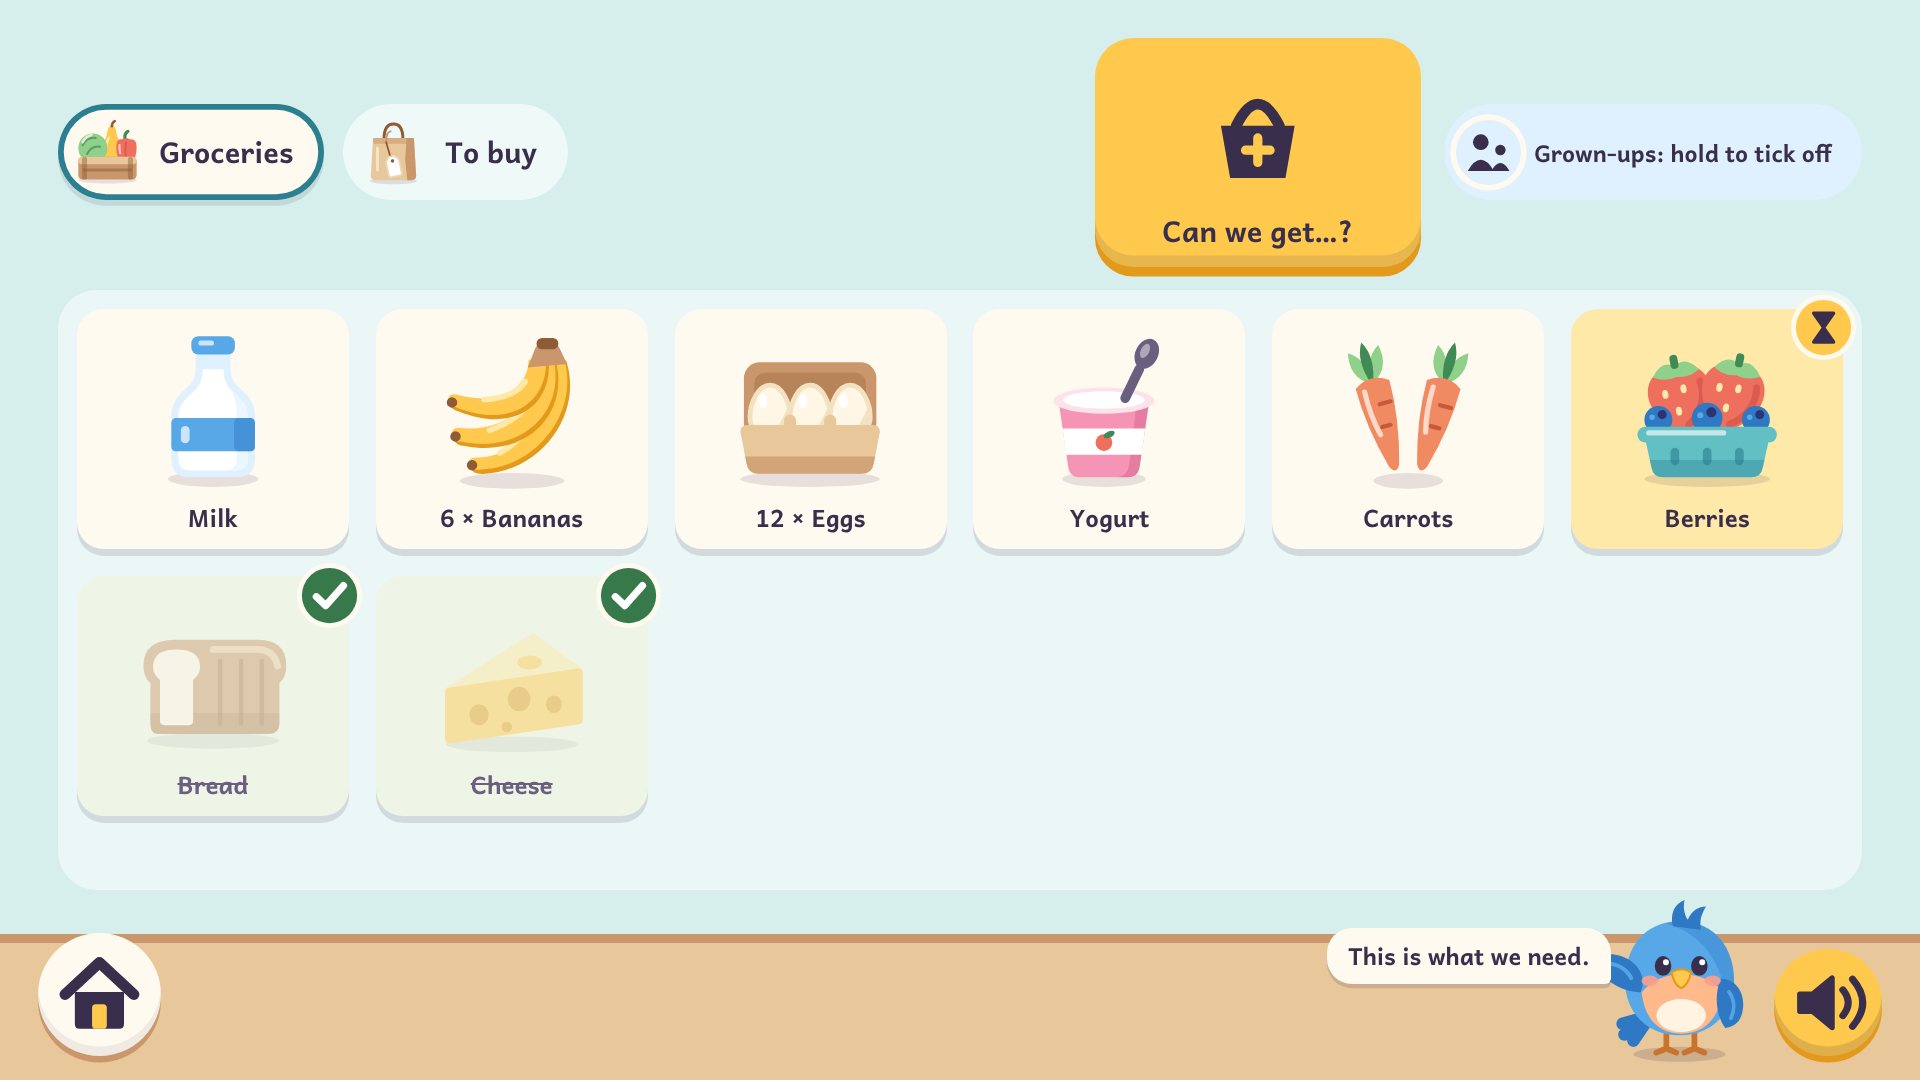 Groceries
To buy
Can we get...?
Grown-ups: hold to tick off
Milk
6 × Bananas
12 × Eggs
Yogurt
Carrots
Berries
Bread
Cheese
This is what we need.